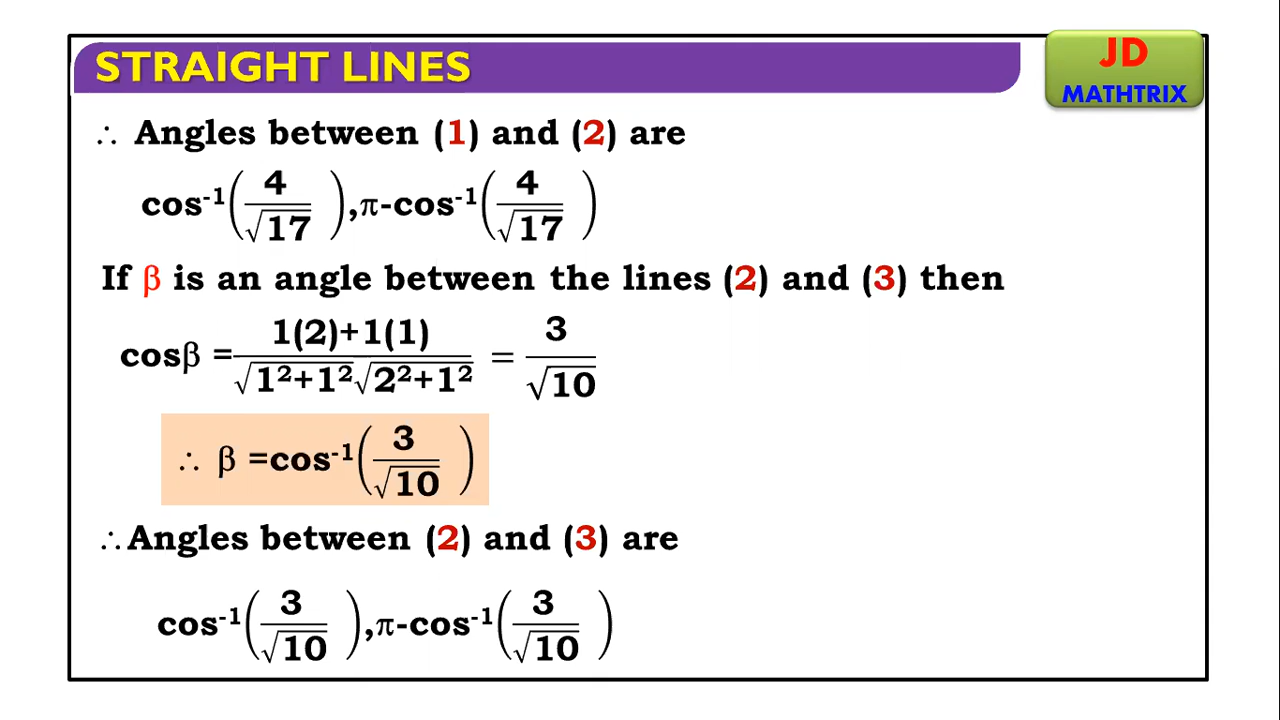 STRAIGHT LINES
JD
MATHTRIX
∴ Angles between (1) and (2) are
cos⁻¹(4/√17),π-cos⁻¹(4/√17)
If β is an angle between the lines (2) and (3) then
cosβ = (1(2)+1(1))/(√(1²+1²)√(2²+1²)) = 3/√10
∴ β =cos⁻¹(3/√10)
∴Angles between (2) and (3) are
cos⁻¹(3/√10),π-cos⁻¹(3/√10)